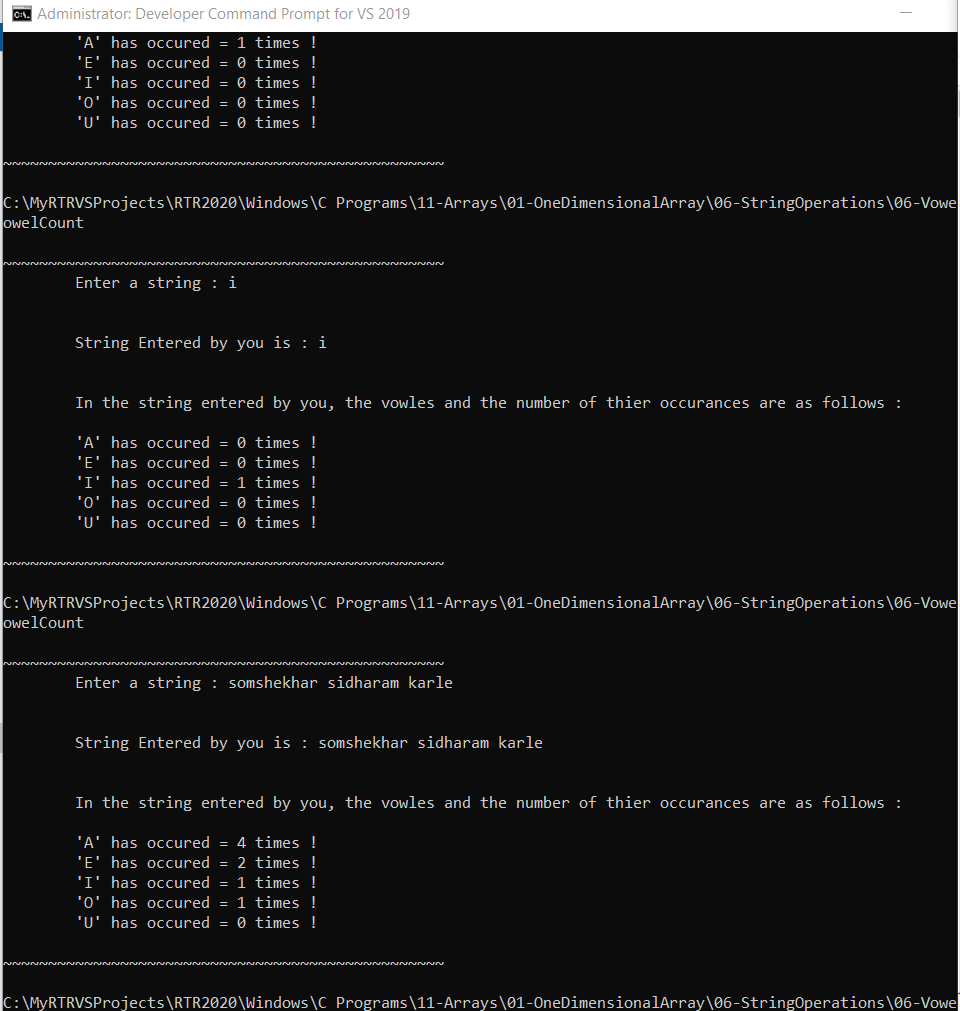 Administrator: Developer Command Prompt for VS 2019
'A' has occured = 1 times !
'E' has occured = 0 times !
'I' has occured = 0 times !
'O' has occured = 0 times !
'U' has occured = 0 times !
~~~~~~~~~~~~~~~~~~~~~~~~~~~~~~~~~~~~~~~~~~~~~~~~~
C:\MyRTRVSProjects\RTR2020\Windows\C Programs\11-Arrays\01-OneDimensionalArray\06-StringOperations\06-Vowe
owelCount
~~~~~~~~~~~~~~~~~~~~~~~~~~~~~~~~~~~~~~~~~~~~~~~~~
Enter a string : i
String Entered by you is : i
In the string entered by you, the vowles and the number of thier occurances are as follows :
'A' has occured = 0 times !
'E' has occured = 0 times !
'I' has occured = 1 times !
'O' has occured = 0 times !
'U' has occured = 0 times !
~~~~~~~~~~~~~~~~~~~~~~~~~~~~~~~~~~~~~~~~~~~~~~~~~
C:\MyRTRVSProjects\RTR2020\Windows\C Programs\11-Arrays\01-OneDimensionalArray\06-StringOperations\06-Vowe
owelCount
~~~~~~~~~~~~~~~~~~~~~~~~~~~~~~~~~~~~~~~~~~~~~~~~~
Enter a string : somshekhar sidharam karle
String Entered by you is : somshekhar sidharam karle
In the string entered by you, the vowles and the number of thier occurances are as follows :
'A' has occured = 4 times !
'E' has occured = 2 times !
'I' has occured = 1 times !
'O' has occured = 1 times !
'U' has occured = 0 times !
~~~~~~~~~~~~~~~~~~~~~~~~~~~~~~~~~~~~~~~~~~~~~~~~~
C:\MyRTRVSProjects\RTR2020\Windows\C Programs\11-Arrays\01-OneDimensionalArray\06-StringOperations\06-Vowe